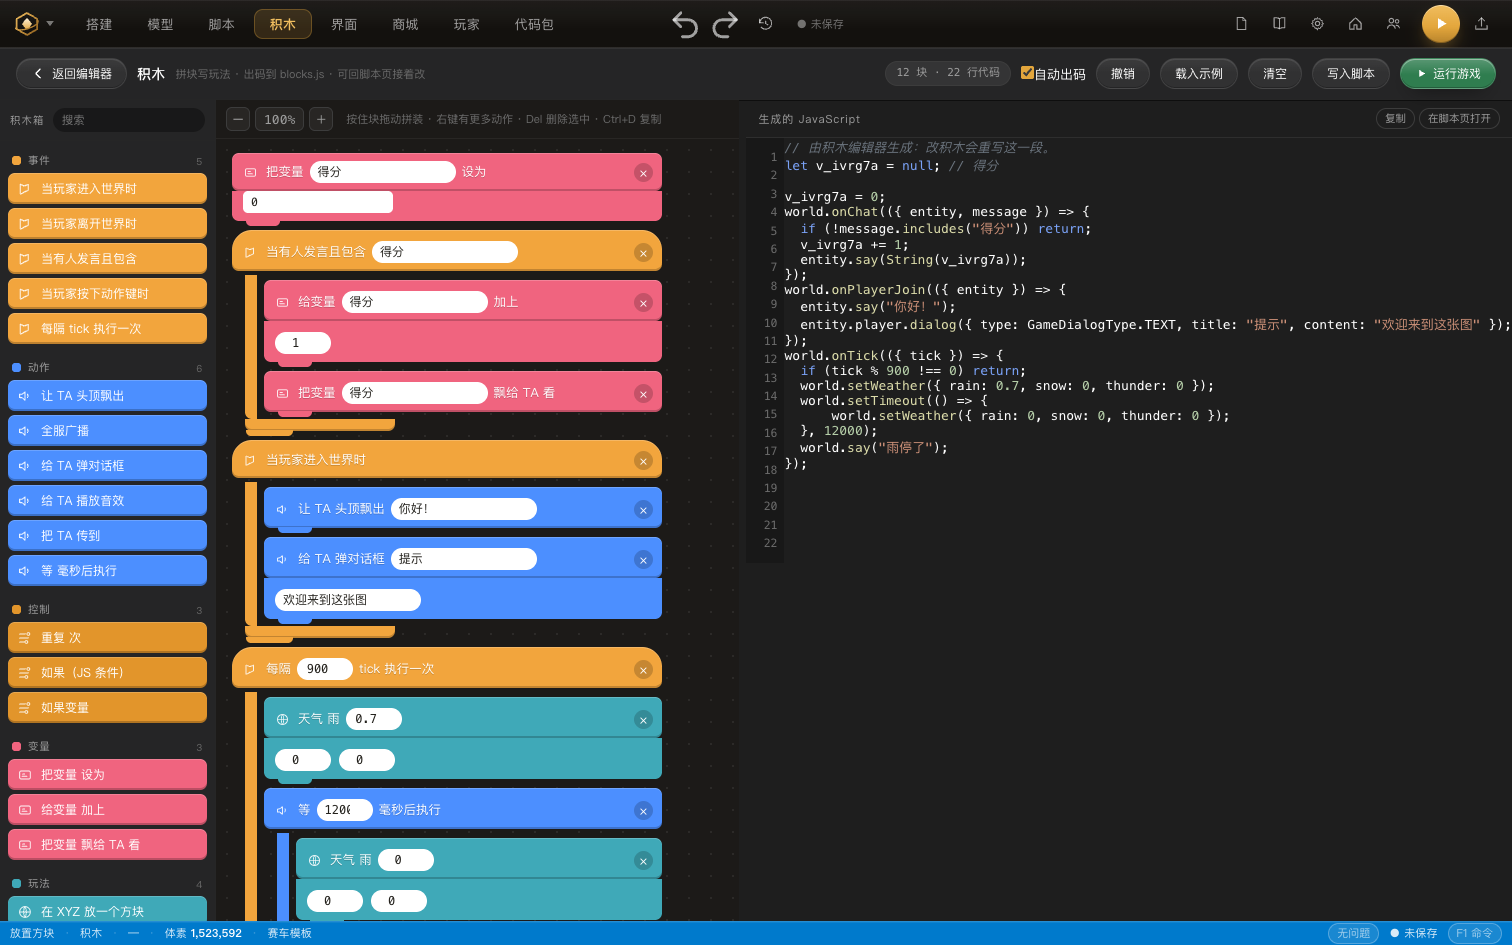 搭建 模型 脚本 积木 界面 商城 玩家 代码包 未保存
返回编辑器 积木 拼块写玩法 · 出码到 blocks.js · 可回脚本页接着改 12 块 · 22 行代码 自动出码 撤销 载入示例 清空 写入脚本 运行游戏
积木箱 搜索
事件 5
当玩家进入世界时
当玩家离开世界时
当有人发言且包含
当玩家按下动作键时
每隔 tick 执行一次
动作 6
让 TA 头顶飘出
全服广播
给 TA 弹对话框
给 TA 播放音效
把 TA 传到
等 毫秒后执行
控制 3
重复 次
如果（JS 条件）
如果变量
变量 3
把变量 设为
给变量 加上
把变量 飘给 TA 看
玩法 4
在 XYZ 放一个方块
100% 按住块拖动拼装 · 右键有更多动作 · Del 删除选中 · Ctrl+D 复制
把变量 得分 设为
0
当有人发言且包含 得分
给变量 得分 加上
1
把变量 得分 飘给 TA 看
当玩家进入世界时
让 TA 头顶飘出 你好！
给 TA 弹对话框 提示
欢迎来到这张图
每隔 900 tick 执行一次
天气 雨 0.7
0 0
等 1200 毫秒后执行
天气 雨 0
0 0
生成的 JavaScript 复制 在脚本页打开
1
2
3
4
5
6
7
8
9
10
11
12
13
14
15
16
17
18
19
20
21
22
// 由积木编辑器生成：改积木会重写这一段。
let v_ivrg7a = null; // 得分
v_ivrg7a = 0;
world.onChat(({ entity, message }) => {
if (!message.includes("得分")) return;
v_ivrg7a += 1;
entity.say(String(v_ivrg7a));
});
world.onPlayerJoin(({ entity }) => {
entity.say("你好！");
entity.player.dialog({ type: GameDialogType.TEXT, title: "提示", content: "欢迎来到这张图" });
});
world.onTick(({ tick }) => {
if (tick % 900 !== 0) return;
world.setWeather({ rain: 0.7, snow: 0, thunder: 0 });
world.setTimeout(() => {
world.setWeather({ rain: 0, snow: 0, thunder: 0 });
}, 12000);
world.say("雨停了");
});
放置方块 · 积木 · — · 体素 1,523,592 · 赛车模板 无问题 未保存 F1 命令